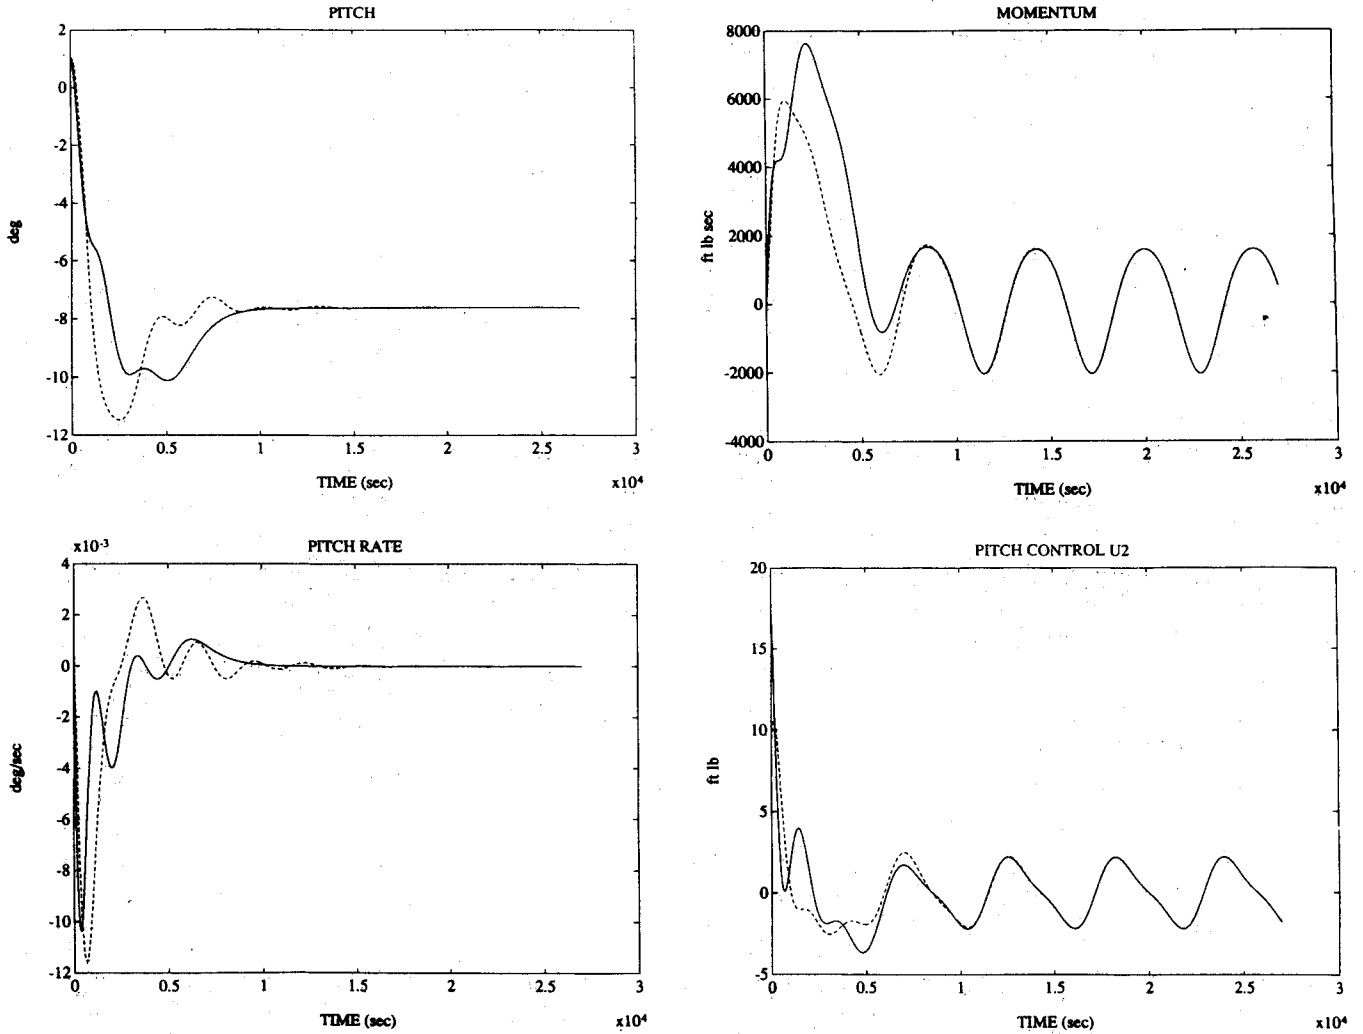 PITCH
2
0
-2
-4
-6
-8
-10
-12
deg
0 0.5 1 1.5 2 2.5 3
TIME (sec)
x10⁴
MOMENTUM
8000
6000
4000
2000
0
-2000
-4000
ft lb sec
0 0.5 1 1.5 2 2.5 3
TIME (sec)
x10⁴
PITCH RATE
x10⁻³
4
2
0
-2
-4
-6
-8
-10
-12
deg/sec
0 0.5 1 1.5 2 2.5 3
TIME (sec)
x10⁴
PITCH CONTROL U2
20
15
10
5
0
-5
ft lb
0 0.5 1 1.5 2 2.5 3
TIME (sec)
x10⁴